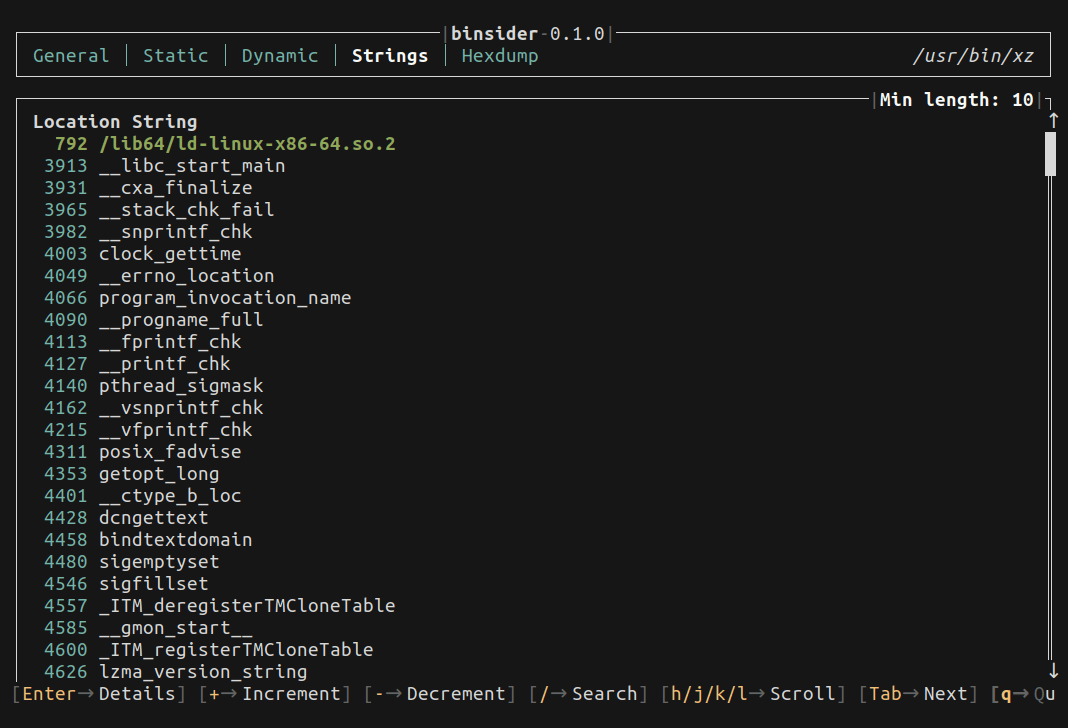 |binsider-0.1.0|
General | Static | Dynamic | Strings | Hexdump /usr/bin/xz
|Min length: 10|
Location String
792 /lib64/ld-linux-x86-64.so.2
3913 __libc_start_main
3931 __cxa_finalize
3965 __stack_chk_fail
3982 __snprintf_chk
4003 clock_gettime
4049 __errno_location
4066 program_invocation_name
4090 __progname_full
4113 __fprintf_chk
4127 __printf_chk
4140 pthread_sigmask
4162 __vsnprintf_chk
4215 __vfprintf_chk
4311 posix_fadvise
4353 getopt_long
4401 __ctype_b_loc
4428 dcngettext
4458 bindtextdomain
4480 sigemptyset
4546 sigfillset
4557 _ITM_deregisterTMCloneTable
4585 __gmon_start__
4600 _ITM_registerTMCloneTable
4626 lzma_version_string
[Enter→ Details] [+→ Increment] [-→ Decrement] [/→ Search] [h/j/k/l→ Scroll] [Tab→ Next] [q→ Qu